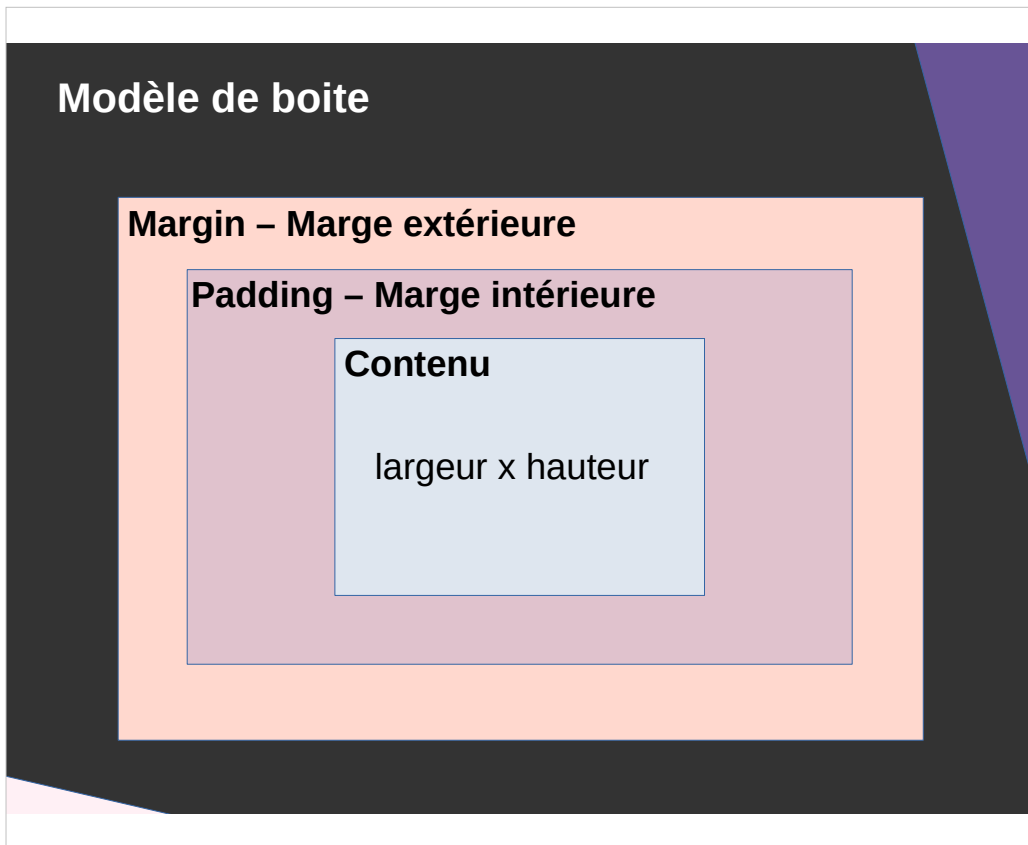 Modèle de boite
Margin – Marge extérieure
Padding – Marge intérieure
Contenu
largeur x hauteur